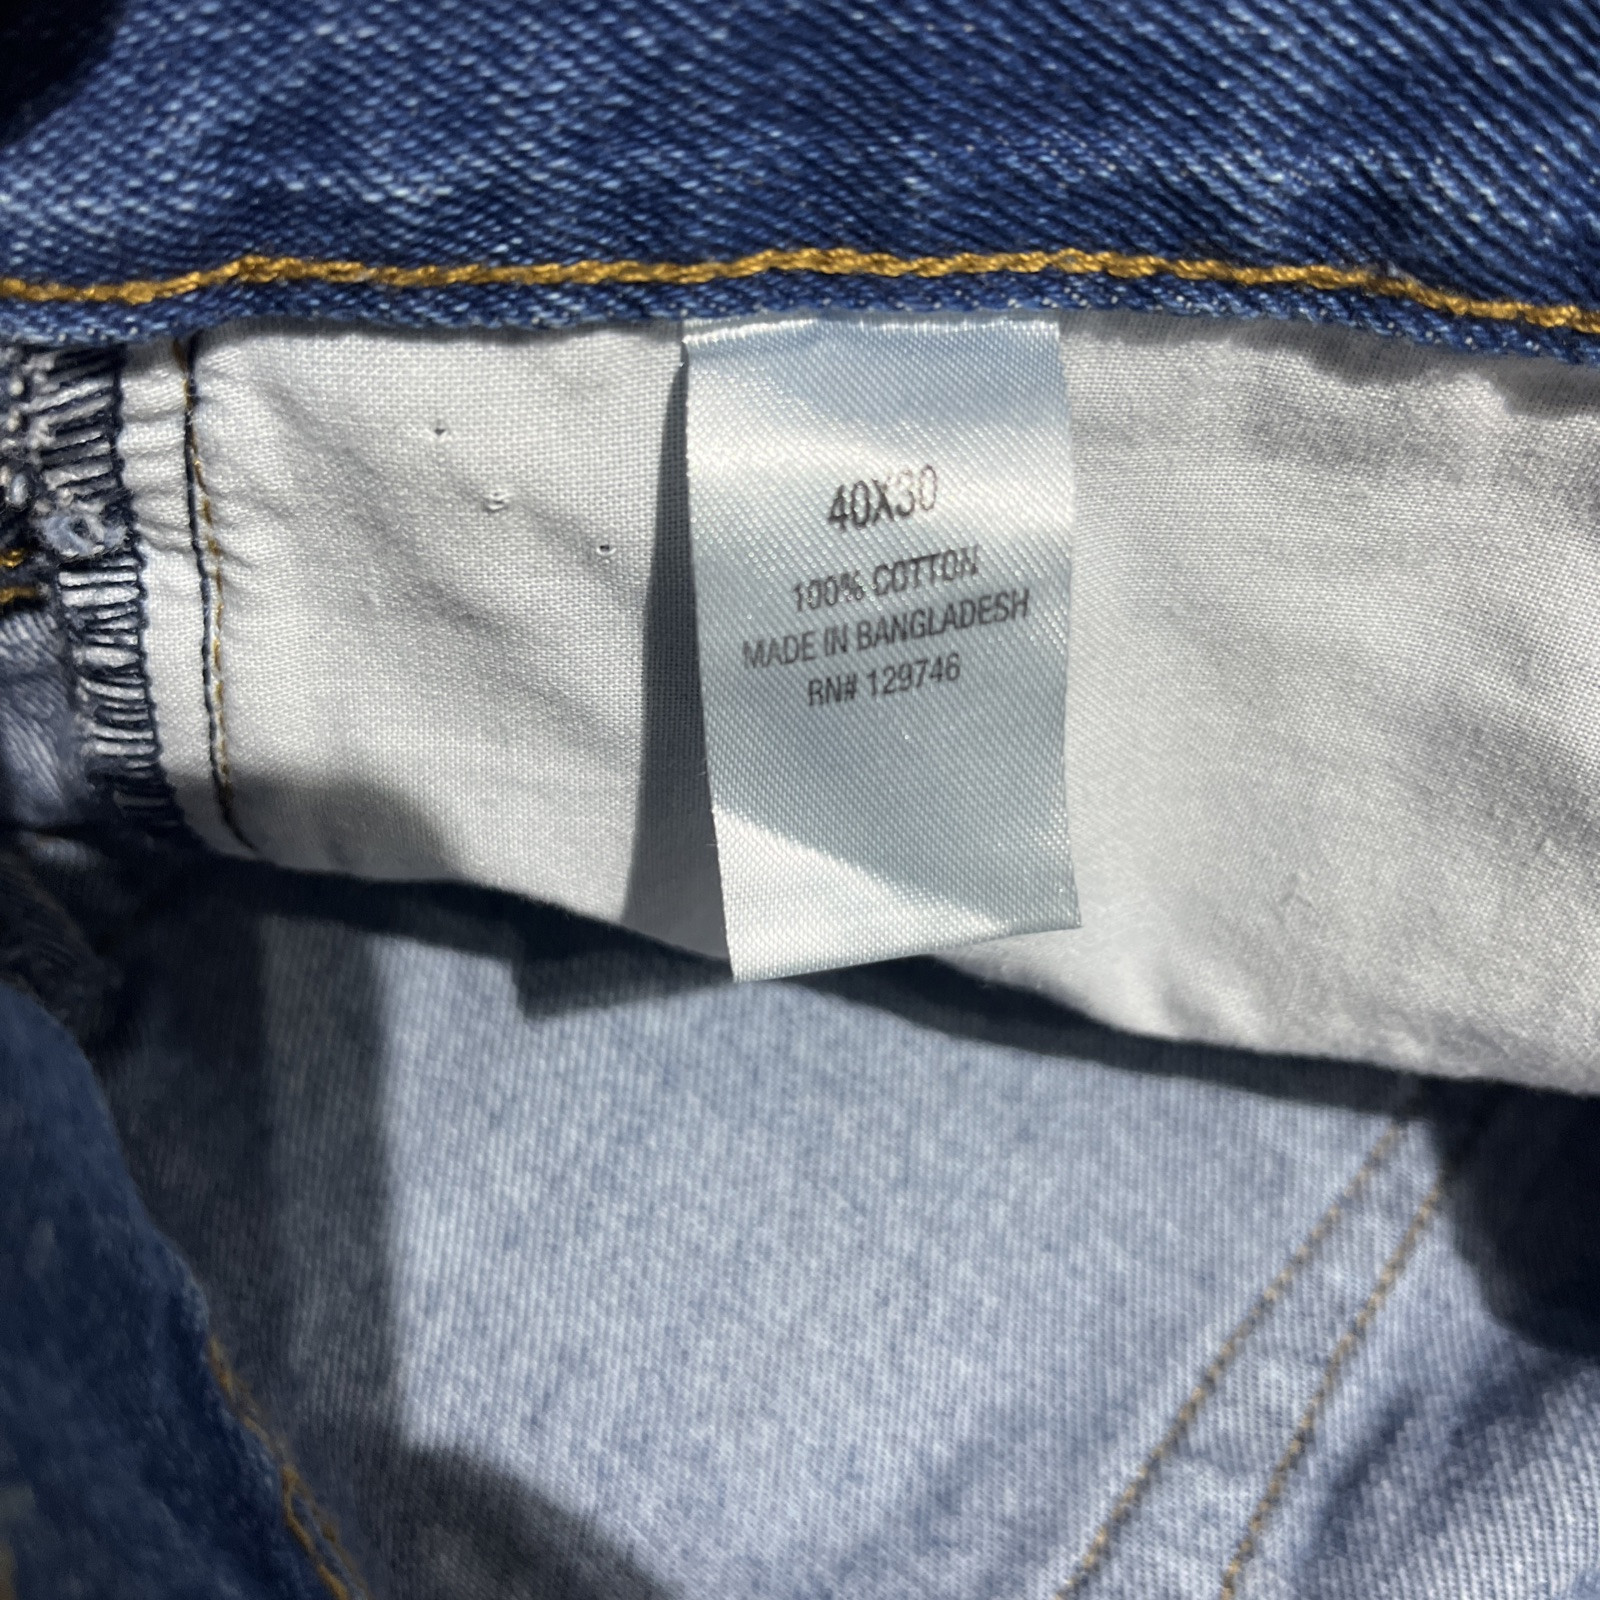 40X30
100% COTTON
MADE IN BANGLADESH
RN# 129746